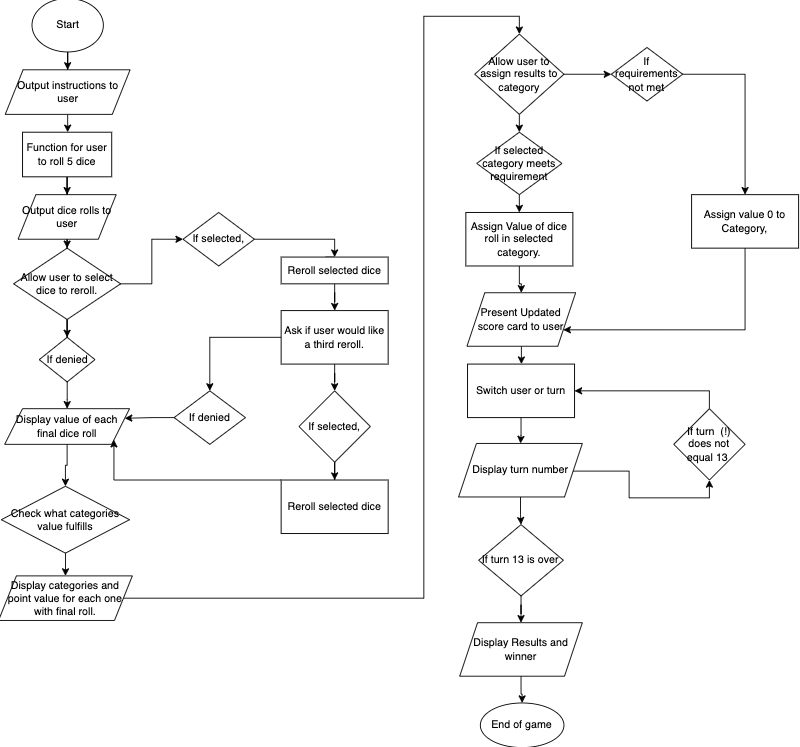 Start
Output instructions to
user
Function for user
to roll 5 dice
Output dice rolls to
user
Allow user to select
dice to reroll.
If selected,
Reroll selected dice
Ask if user would like
a third reroll.
If denied
If denied
If selected,
Display value of each
final dice roll
Reroll selected dice
Check what categories
value fulfills
Display categories and
point value for each one
with final roll.
Allow user to
assign results to
category
If
requirements
not met
If selected
category meets
requirement
Assign value 0 to
Category,
Assign Value of dice
roll in selected
category.
Present Updated
score card to user
Switch user or turn
If turn (!)
does not
equal 13
Display turn number
If turn 13 is over
Display Results and
winner
End of game